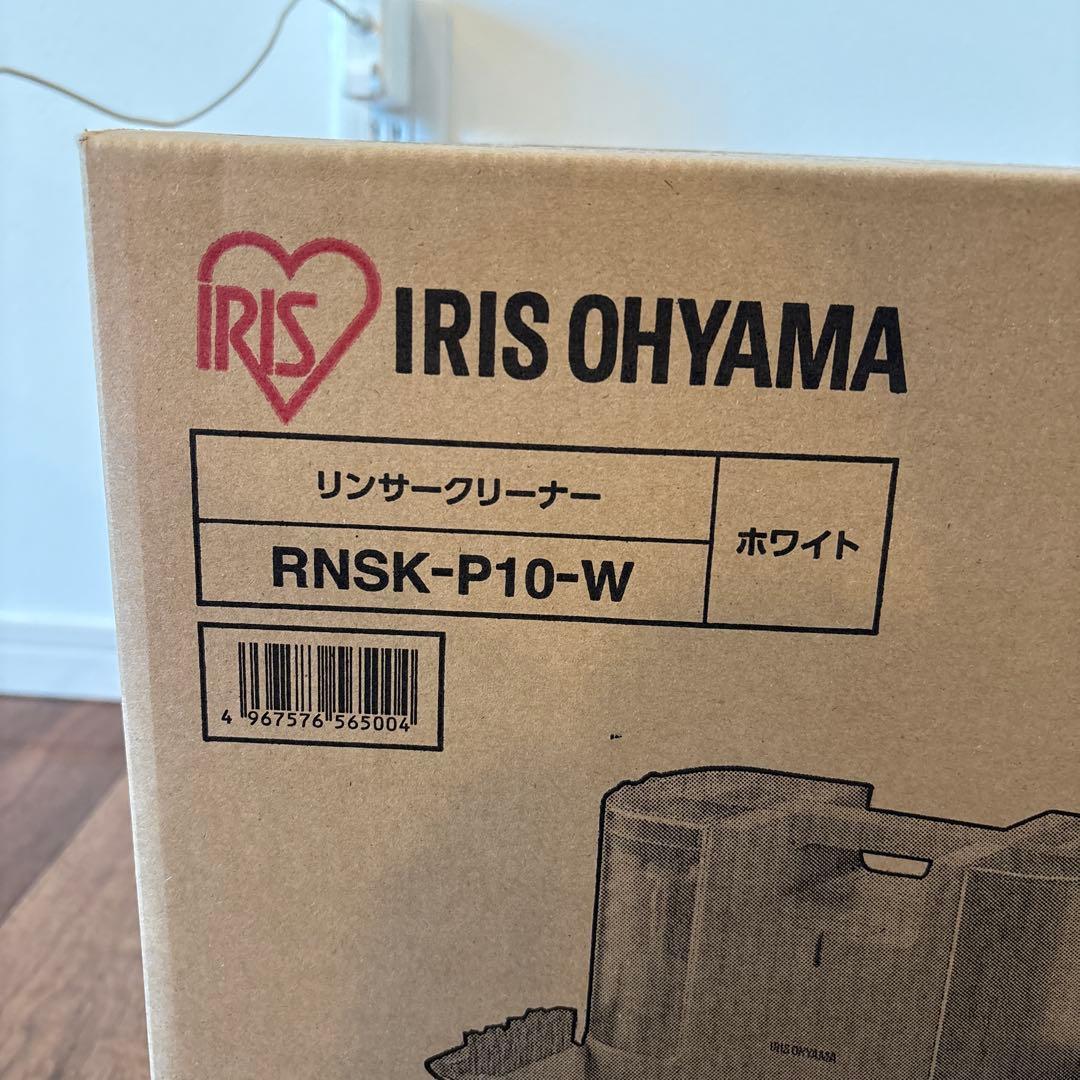 IRIS
IRIS OHYAMA
リンサークリーナー
ホワイト
RNSK-P10-W
4 967576 565004
IRIS OHYAMA